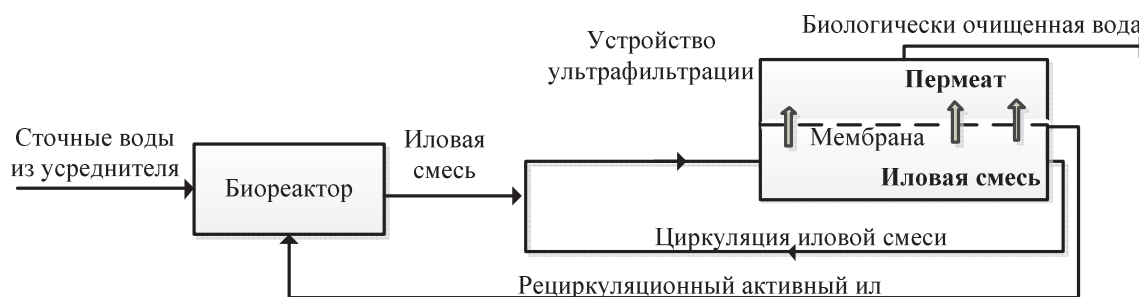 Биологически очищенная вода
Устройство
ультрафильтрации
Пермеат
Сточные воды
из усреднителя
Иловая
смесь
Мембрана
Биореактор
Иловая смесь
Циркуляция иловой смеси
Рециркуляционный активный ил